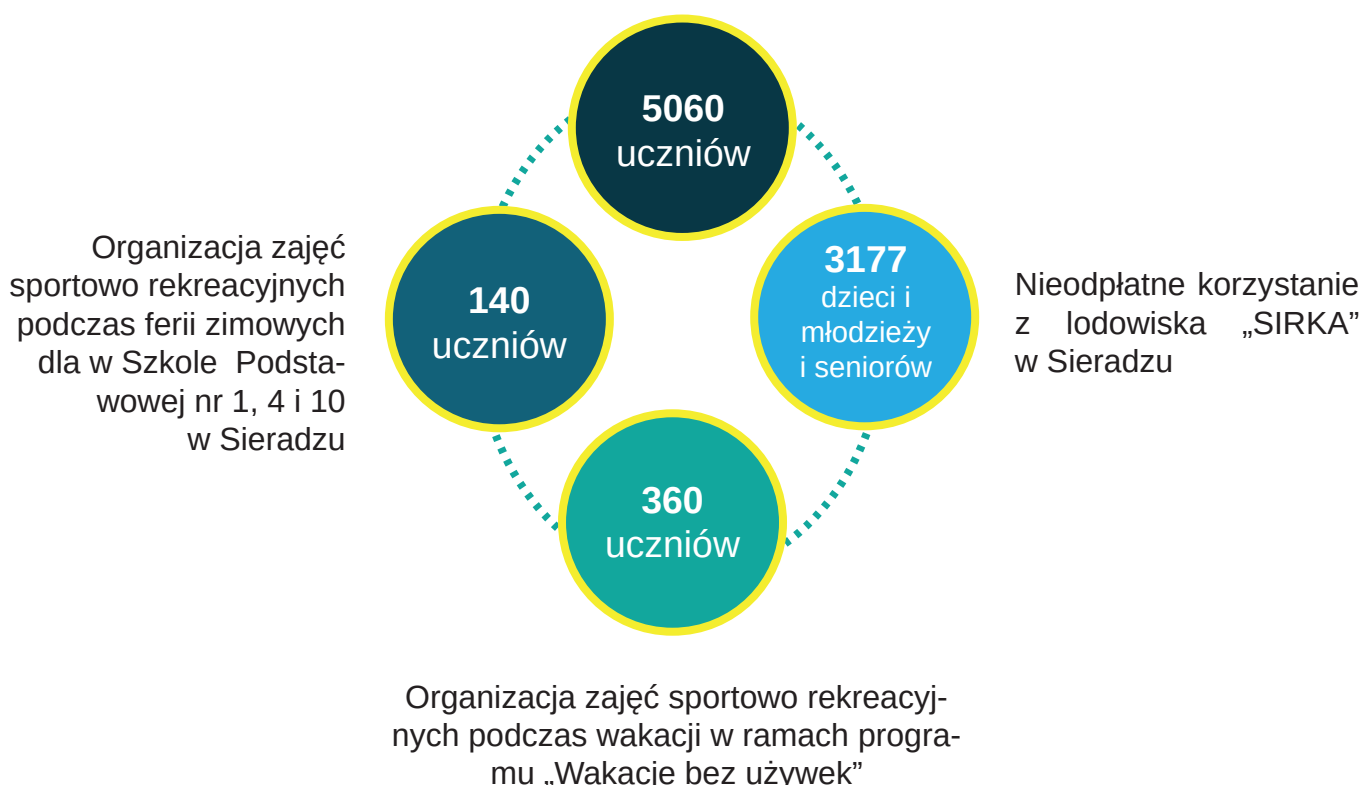 5060
uczniów
Organizacja zajęć
sportowo rekreacyjnych
podczas ferii zimowych
dla w Szkole Podsta-
wowej nr 1, 4 i 10
w Sieradzu
140
uczniów
3177
dzieci i
młodzieży
i seniorów
Nieodpłatne korzystanie
z lodowiska „SIRKA”
w Sieradzu
360
uczniów
Organizacja zajęć sportowo rekreacyj-
nych podczas wakacji w ramach progra-
mu „Wakacje bez używek”